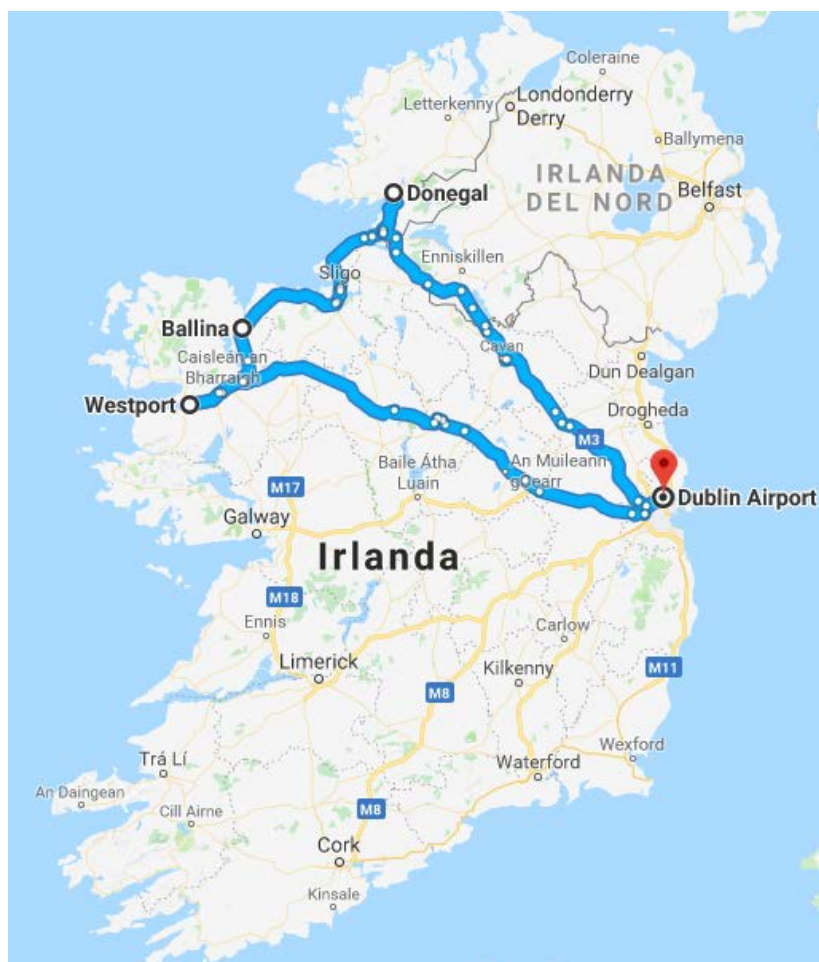 Coleraine
Letterkenny
Londonderry
Derry
Ballymena
IRLANDA
DEL NORD
Donegal
Belfast
Enniskillen
Sligo
Ballina
Cavan
Caisleán an
Bharraigh
Dun Dealgan
Westport
Drogheda
M3
Baile Átha
Luain
An Muileann
gCearr
M17
Dublin Airport
Galway
Irlanda
M18
Ennis
Carlow
Limerick
Kilkenny
M11
M8
Trá Lí
Waterford
Wexford
An Daingean
Cill Airne
M8
Cork
Kinsale